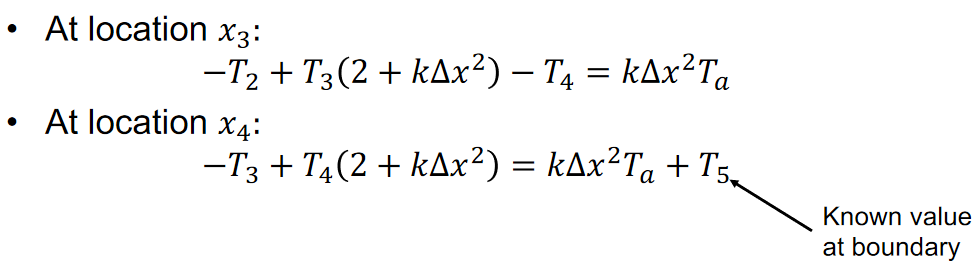 • At location 𝑥₃:
−𝑇₂ + 𝑇₃(2 + 𝑘Δ𝑥²) − 𝑇₄ = 𝑘Δ𝑥²𝑇ₐ
• At location 𝑥₄:
−𝑇₃ + 𝑇₄(2 + 𝑘Δ𝑥²) = 𝑘Δ𝑥²𝑇ₐ + 𝑇₅
Known value
at boundary